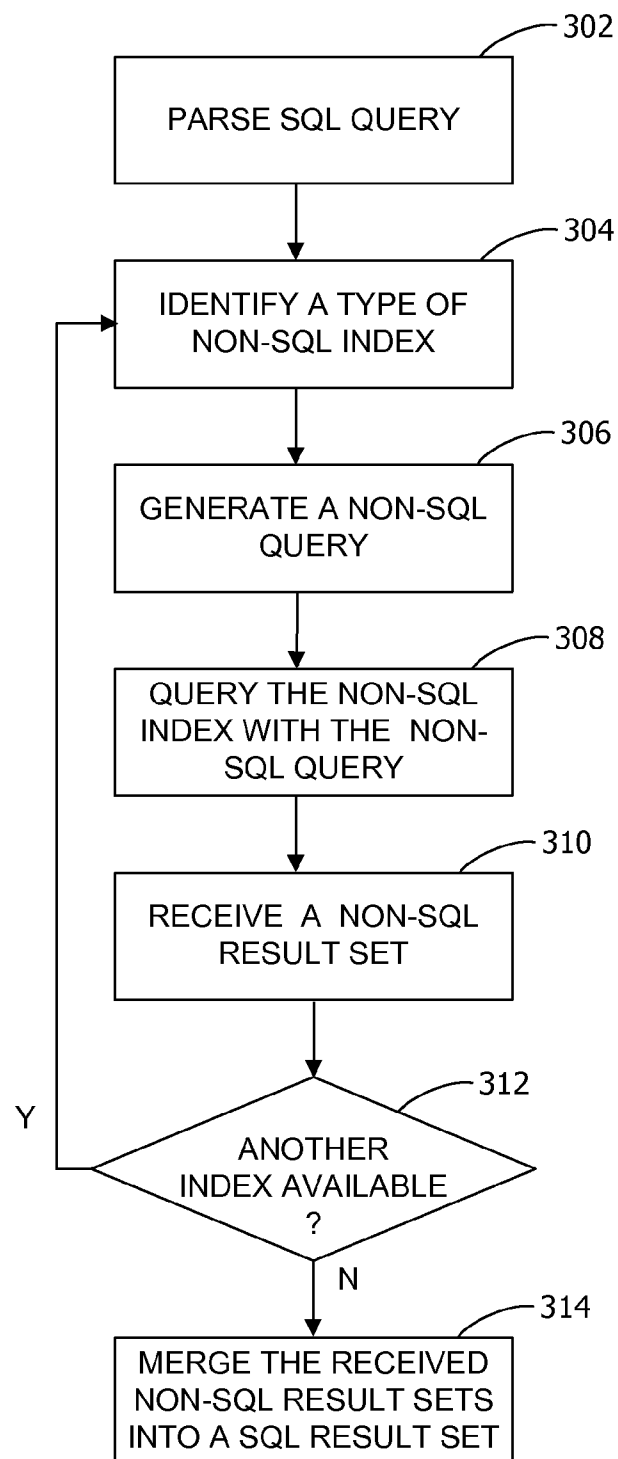 302
PARSE SQL QUERY
304
IDENTIFY A TYPE OF
NON-SQL INDEX
306
GENERATE A NON-SQL
QUERY
308
QUERY THE NON-SQL
INDEX WITH THE NON-
SQL QUERY
310
RECEIVE A NON-SQL
RESULT SET
312
Y
ANOTHER
INDEX AVAILABLE
?
N
314
MERGE THE RECEIVED
NON-SQL RESULT SETS
INTO A SQL RESULT SET